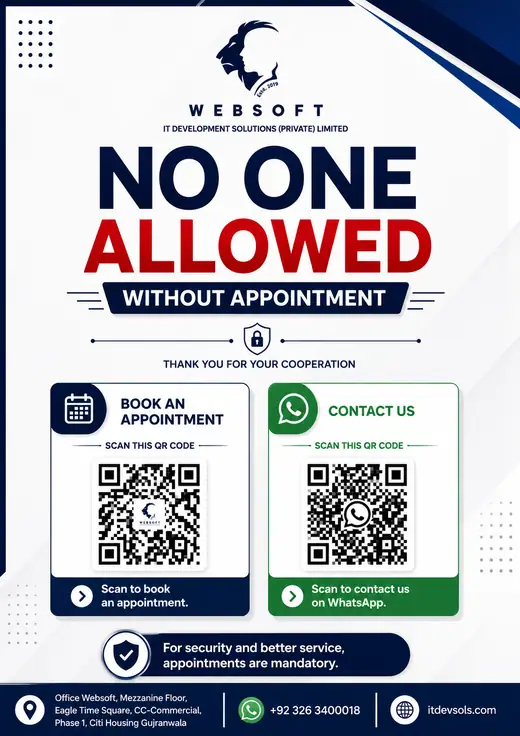 ESTD. 2019
WEBSOFT
IT DEVELOPMENT SOLUTIONS (PRIVATE) LIMITED
NO ONE
ALLOWED
WITHOUT APPOINTMENT
THANK YOU FOR YOUR COOPERATION
BOOK AN
APPOINTMENT
SCAN THIS QR CODE
WEBSOFT
Scan to book
an appointment.
CONTACT US
SCAN THIS QR CODE
Scan to contact us
on WhatsApp.
For security and better service,
appointments are mandatory.
Office Websoft, Mezzanine Floor,
Eagle Time Square, CC-Commercial,
Phase 1, Citi Housing Gujranwala
+92 326 3400018
itdevsols.com